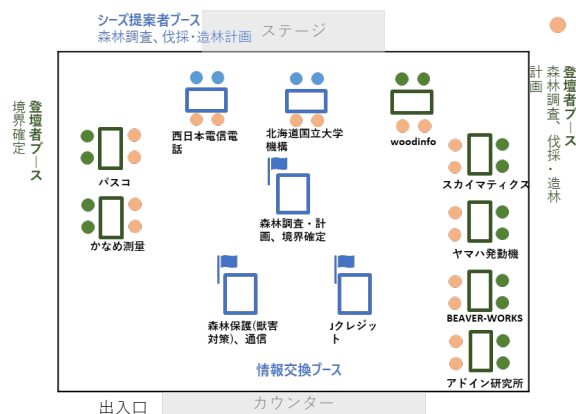 シーズ提案者ブース
森林調査、伐採・造林計画
ステージ
登壇者ブース
境界確定
登壇者ブース
森林調査、伐採・造林
計画
西日本電信電
話
北海道国立大学
機構
woodinfo
パスコ
スカイマティクス
森林調査・計
画、境界確定
かなめ測量
ヤマハ発動機
森林保護(獣害
対策)、通信
Jクレジッ
ト
BEAVER-WORKS
情報交換ブース
アドイン研究所
出入口
カウンター